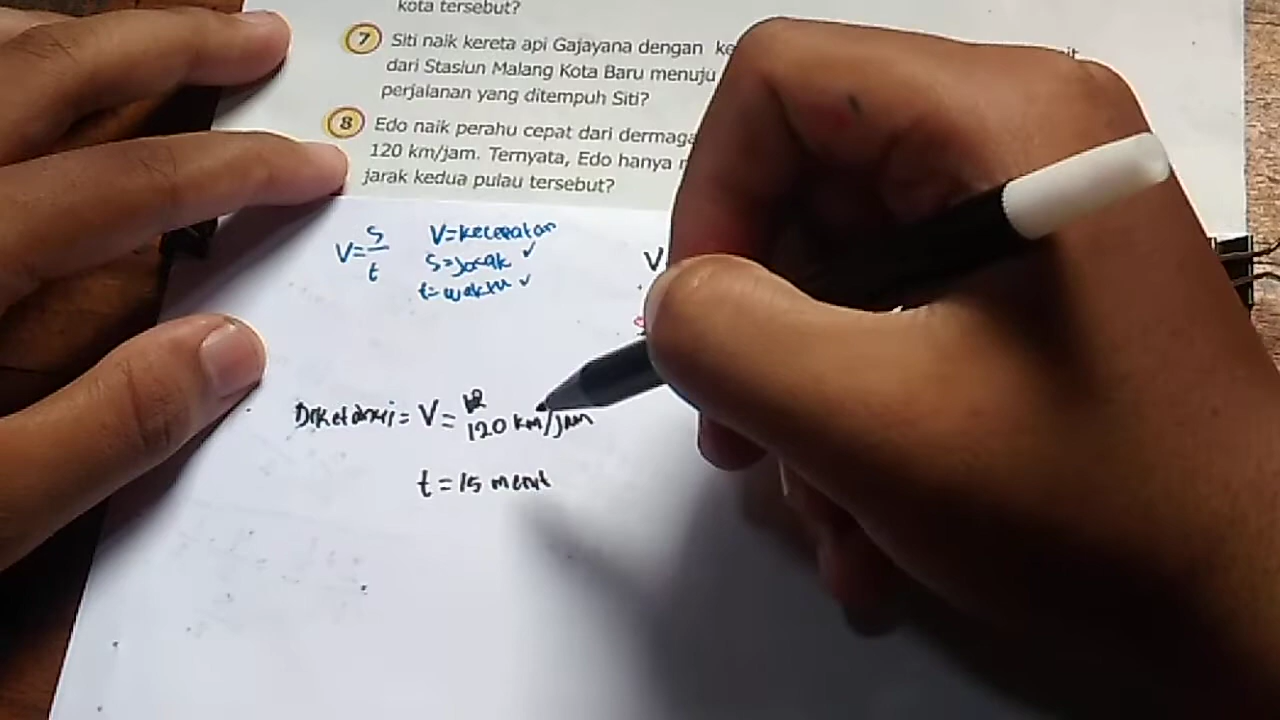 kota tersebut?
7 Siti naik kereta api Gajayana dengan
dari Stasiun Malang Kota Baru menuju
perjalanan yang ditempuh Siti?
8 Edo naik perahu cepat dari dermaga
120 km/jam. Ternyata, Edo hanya
jarak kedua pulau tersebut?
V=s/t V=kecepatan
s=jarak ✓
t=waktu ✓
V
Diketahui = V = 120 km/jam
t = 15 menit